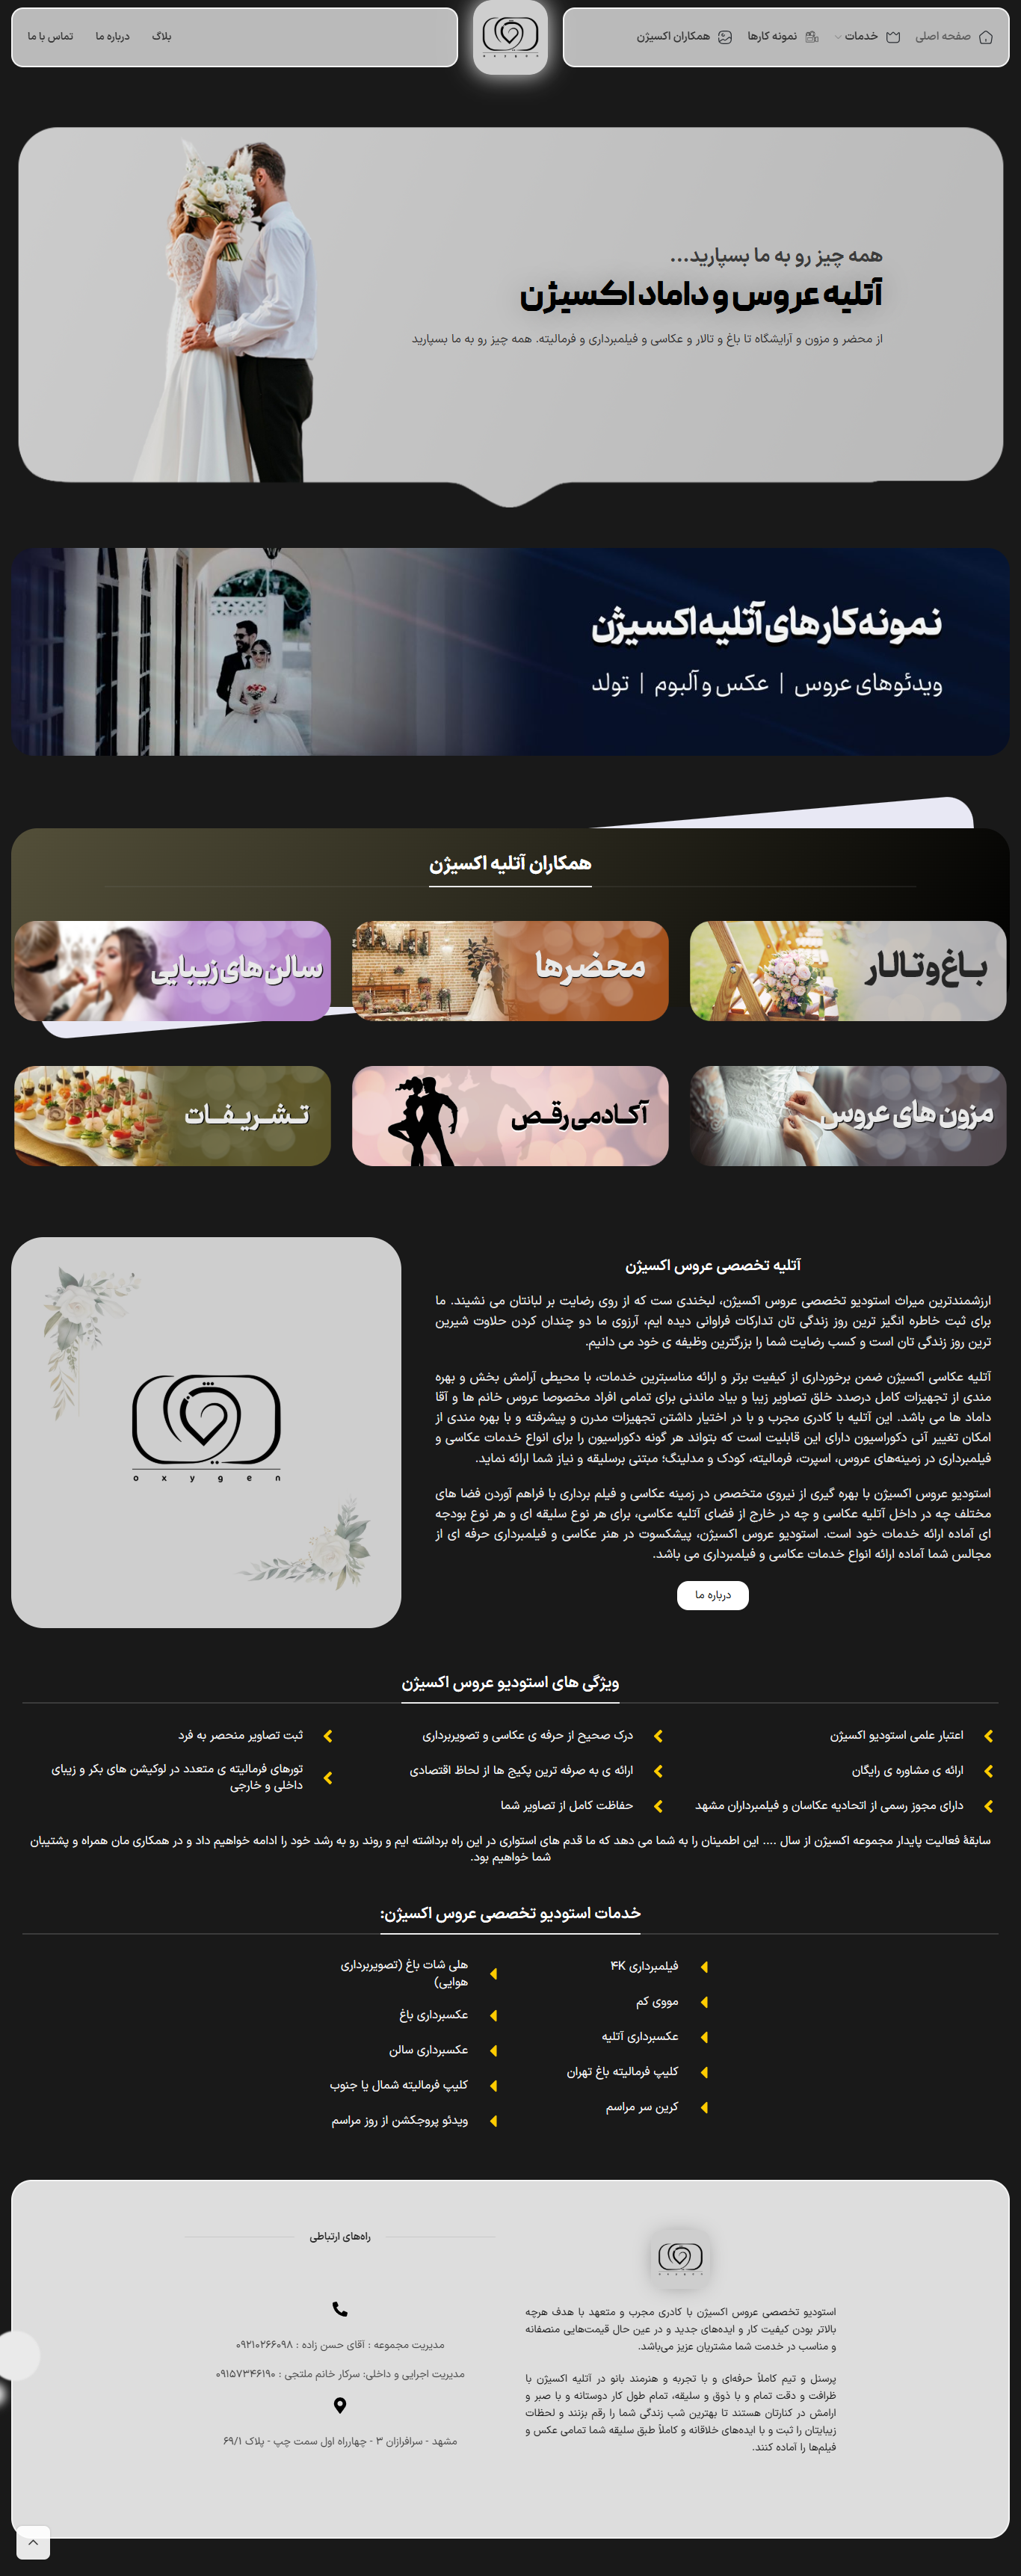 صفحه اصلی
خدمات
نمونه کارها
همکاران اکسیژن
oxygen
بلاگ
درباره ما
تماس با ما
همه چیز رو به ما بسپارید...
آتلیه عروس و داماد اکسیژن
از محضر و مزون و آرایشگاه تا باغ و تالار و عکاسی و فیلمبرداری و فرمالیته. همه چیز رو به ما بسپارید
نمونه کارهای آتلیه اکسیژن
ویدئوهای عروس | عکس و آلبوم | تولد
همکاران آتلیه اکسیژن
باغ و تالار
محضرها
سالن های زیبایی
مزون های عروس
آکادمی رقص
تشریفات
آتلیه تخصصی عروس اکسیژن
ارزشمندترین میراث استودیو تخصصی عروس اکسیژن، لبخندی ست که از روی رضایت بر لبانتان می نشیند. ما
برای ثبت خاطره انگیز ترین روز زندگی تان تدارکات فراوانی دیده ایم، آرزوی ما دو چندان کردن حلاوت شیرین
ترین روز زندگی تان است و کسب رضایت شما را بزرگترین وظیفه ی خود می دانیم.
آتلیه عکاسی اکسیژن ضمن برخورداری از کیفیت برتر و ارائه مناسبترین خدمات، با محیطی آرامش بخش و بهره
مندی از تجهیزات کامل درصدد خلق تصاویر زیبا و بیاد ماندنی برای تمامی افراد مخصوصا عروس خانم ها و آقا
داماد ها می باشد. این آتلیه با کادری مجرب و با در اختیار داشتن تجهیزات مدرن و پیشرفته و با بهره مندی از
امکان تغییر آنی دکوراسیون دارای این قابلیت است که بتواند هر گونه دکوراسیون را برای انواع خدمات عکاسی و
فیلمبرداری در زمینه‌های عروس، اسپرت، فرمالیته، کودک و مدلینگ؛ مبتنی برسلیقه و نیاز شما ارائه نماید.
استودیو عروس اکسیژن با بهره گیری از نیروی متخصص در زمینه عکاسی و فیلم برداری با فراهم آوردن فضا های
مختلف چه در داخل آتلیه عکاسی و چه در خارج از فضای آتلیه عکاسی، برای هر نوع سلیقه ای و هر نوع بودجه
ای آماده ارائه خدمات خود است. استودیو عروس اکسیژن، پیشکسوت در هنر عکاسی و فیلمبرداری حرفه ای از
مجالس شما آماده ارائه انواع خدمات عکاسی و فیلمبرداری می باشد.
درباره ما
oxygen
ویژگی های استودیو عروس اکسیژن
اعتبار علمی استودیو اکسیژن
ارائه ی مشاوره ی رایگان
دارای مجوز رسمی از اتحادیه عکاسان و فیلمبرداران مشهد
درک صحیح از حرفه ی عکاسی و تصویربرداری
ارائه ی به صرفه ترین پکیج ها از لحاظ اقتصادی
حفاظت کامل از تصاویر شما
ثبت تصاویر منحصر به فرد
تورهای فرمالیته ی متعدد در لوکیشن های بکر و زیبای
داخلی و خارجی
سابقۀ فعالیت پایدار مجموعه اکسیژن از سال .... این اطمینان را به شما می دهد که ما قدم های استواری در این راه برداشته ایم و روند رو به رشد خود را ادامه خواهیم داد و در همکاری مان همراه و پشتیبان
شما خواهیم بود.
خدمات استودیو تخصصی عروس اکسیژن:
فیلمبرداری ۴K
مووی کم
عکسبرداری آتلیه
کلیپ فرمالیته باغ تهران
کرین سر مراسم
هلی شات باغ (تصویربرداری
هوایی)
عکسبرداری باغ
عکسبرداری سالن
کلیپ فرمالیته شمال یا جنوب
ویدئو پروجکشن از روز مراسم
استودیو تخصصی عروس اکسیژن با کادری مجرب و متعهد با هدف هرچه
بالاتر بودن کیفیت کار و ایده‌های جدید و در عین حال قیمت‌هایی منصفانه
و مناسب در خدمت شما مشتریان عزیز می‌باشد.
پرسنل و تیم کاملاً حرفه‌ای و با تجربه و هنرمند بانو در آتلیه اکسیژن با
ظرافت و دقت تمام و با ذوق و سلیقه، تمام طول کار دوستانه و با صبر و
ارامش در کنارتان هستند تا بهترین شب زندگی شما را رقم بزنند و لحظات
زیبایتان را ثبت و با ایده‌های خلاقانه و کاملاً طبق سلیقه شما تمامی عکس و
فیلم‌ها را آماده کنند.
راه‌های ارتباطی
مدیریت مجموعه : آقای حسن زاده : ۰۹۲۱۰۲۶۶۰۹۸
مدیریت اجرایی و داخلی: سرکار خانم ملتجی : ۰۹۱۵۷۳۴۶۱۹۰
مشهد - سرافرازان ۳ - چهارراه اول سمت چپ - پلاک ۶۹/۱